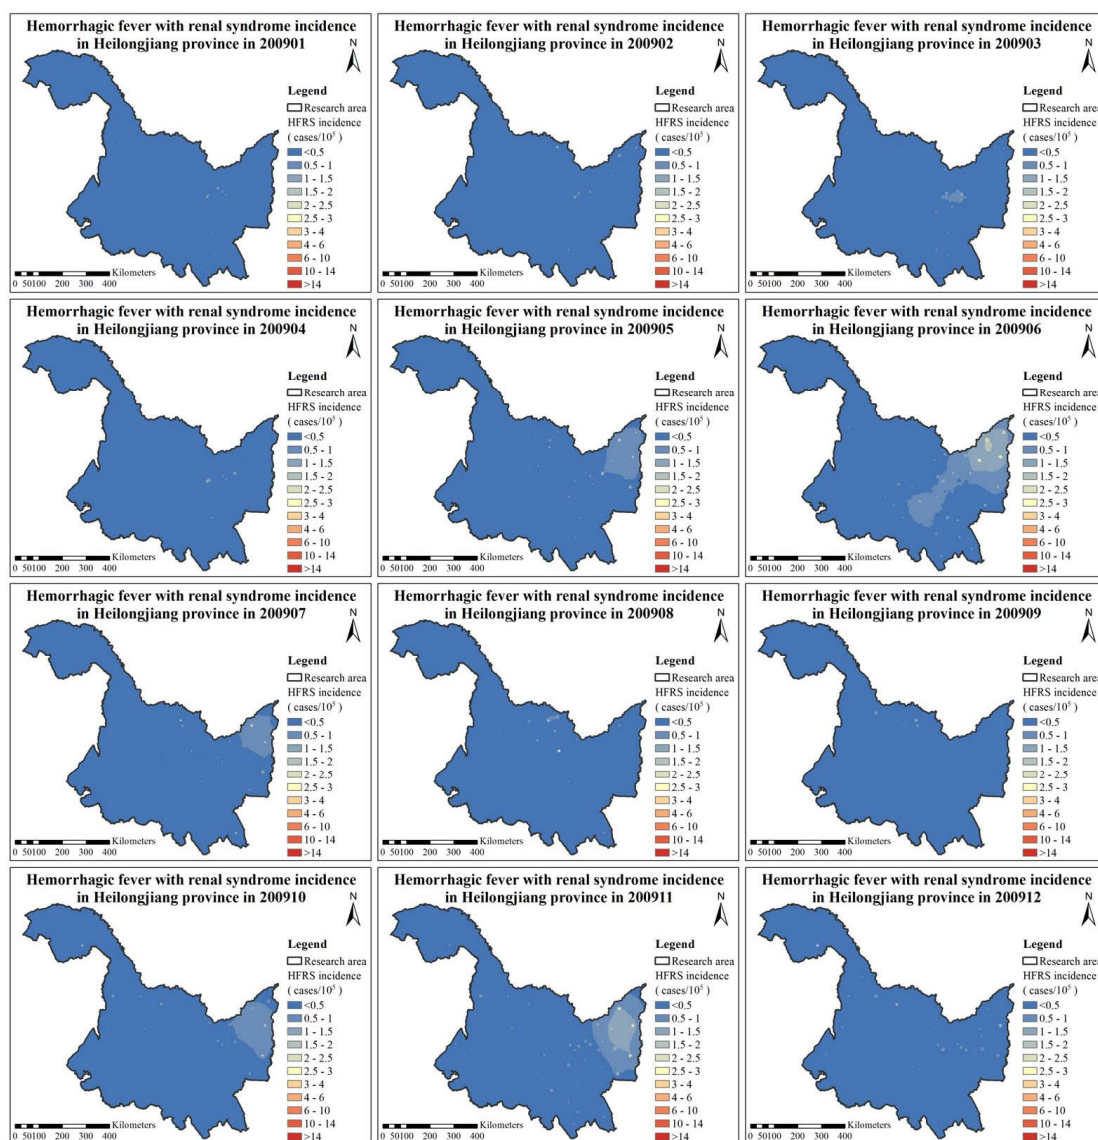 Hemorrhagic fever with renal syndrome incidence
in Heilongjiang province in 200901
N
Legend
Research area
HFRS incidence
( cases/10⁵ )
<0.5
0.5 - 1
1 - 1.5
1.5 - 2
2 - 2.5
2.5 - 3
3 - 4
4 - 6
6 - 10
10 - 14
>14
Kilometers
0 50100 200 300 400
Hemorrhagic fever with renal syndrome incidence
in Heilongjiang province in 200902
N
Legend
Research area
HFRS incidence
( cases/10⁵ )
<0.5
0.5 - 1
1 - 1.5
1.5 - 2
2 - 2.5
2.5 - 3
3 - 4
4 - 6
6 - 10
10 - 14
>14
Kilometers
0 50100 200 300 400
Hemorrhagic fever with renal syndrome incidence
in Heilongjiang province in 200903
N
Legend
Research area
HFRS incidence
( cases/10⁵ )
<0.5
0.5 - 1
1 - 1.5
1.5 - 2
2 - 2.5
2.5 - 3
3 - 4
4 - 6
6 - 10
10 - 14
>14
Kilometers
0 50100 200 300 400
Hemorrhagic fever with renal syndrome incidence
in Heilongjiang province in 200904
N
Legend
Research area
HFRS incidence
( cases/10⁵ )
<0.5
0.5 - 1
1 - 1.5
1.5 - 2
2 - 2.5
2.5 - 3
3 - 4
4 - 6
6 - 10
10 - 14
>14
Kilometers
0 50100 200 300 400
Hemorrhagic fever with renal syndrome incidence
in Heilongjiang province in 200905
N
Legend
Research area
HFRS incidence
( cases/10⁵ )
<0.5
0.5 - 1
1 - 1.5
1.5 - 2
2 - 2.5
2.5 - 3
3 - 4
4 - 6
6 - 10
10 - 14
>14
Kilometers
0 50100 200 300 400
Hemorrhagic fever with renal syndrome incidence
in Heilongjiang province in 200906
N
Legend
Research area
HFRS incidence
( cases/10⁵ )
<0.5
0.5 - 1
1 - 1.5
1.5 - 2
2 - 2.5
2.5 - 3
3 - 4
4 - 6
6 - 10
10 - 14
>14
Kilometers
0 50100 200 300 400
Hemorrhagic fever with renal syndrome incidence
in Heilongjiang province in 200907
N
Legend
Research area
HFRS incidence
( cases/10⁵ )
<0.5
0.5 - 1
1 - 1.5
1.5 - 2
2 - 2.5
2.5 - 3
3 - 4
4 - 6
6 - 10
10 - 14
>14
Kilometers
0 50100 200 300 400
Hemorrhagic fever with renal syndrome incidence
in Heilongjiang province in 200908
N
Legend
Research area
HFRS incidence
( cases/10⁵ )
<0.5
0.5 - 1
1 - 1.5
1.5 - 2
2 - 2.5
2.5 - 3
3 - 4
4 - 6
6 - 10
10 - 14
>14
Kilometers
0 50100 200 300 400
Hemorrhagic fever with renal syndrome incidence
in Heilongjiang province in 200909
N
Legend
Research area
HFRS incidence
( cases/10⁵ )
<0.5
0.5 - 1
1 - 1.5
1.5 - 2
2 - 2.5
2.5 - 3
3 - 4
4 - 6
6 - 10
10 - 14
>14
Kilometers
0 50100 200 300 400
Hemorrhagic fever with renal syndrome incidence
in Heilongjiang province in 200910
N
Legend
Research area
HFRS incidence
( cases/10⁵ )
<0.5
0.5 - 1
1 - 1.5
1.5 - 2
2 - 2.5
2.5 - 3
3 - 4
4 - 6
6 - 10
10 - 14
>14
Kilometers
0 50100 200 300 400
Hemorrhagic fever with renal syndrome incidence
in Heilongjiang province in 200911
N
Legend
Research area
HFRS incidence
( cases/10⁵ )
<0.5
0.5 - 1
1 - 1.5
1.5 - 2
2 - 2.5
2.5 - 3
3 - 4
4 - 6
6 - 10
10 - 14
>14
Kilometers
0 50100 200 300 400
Hemorrhagic fever with renal syndrome incidence
in Heilongjiang province in 200912
N
Legend
Research area
HFRS incidence
( cases/10⁵ )
<0.5
0.5 - 1
1 - 1.5
1.5 - 2
2 - 2.5
2.5 - 3
3 - 4
4 - 6
6 - 10
10 - 14
>14
Kilometers
0 50100 200 300 400